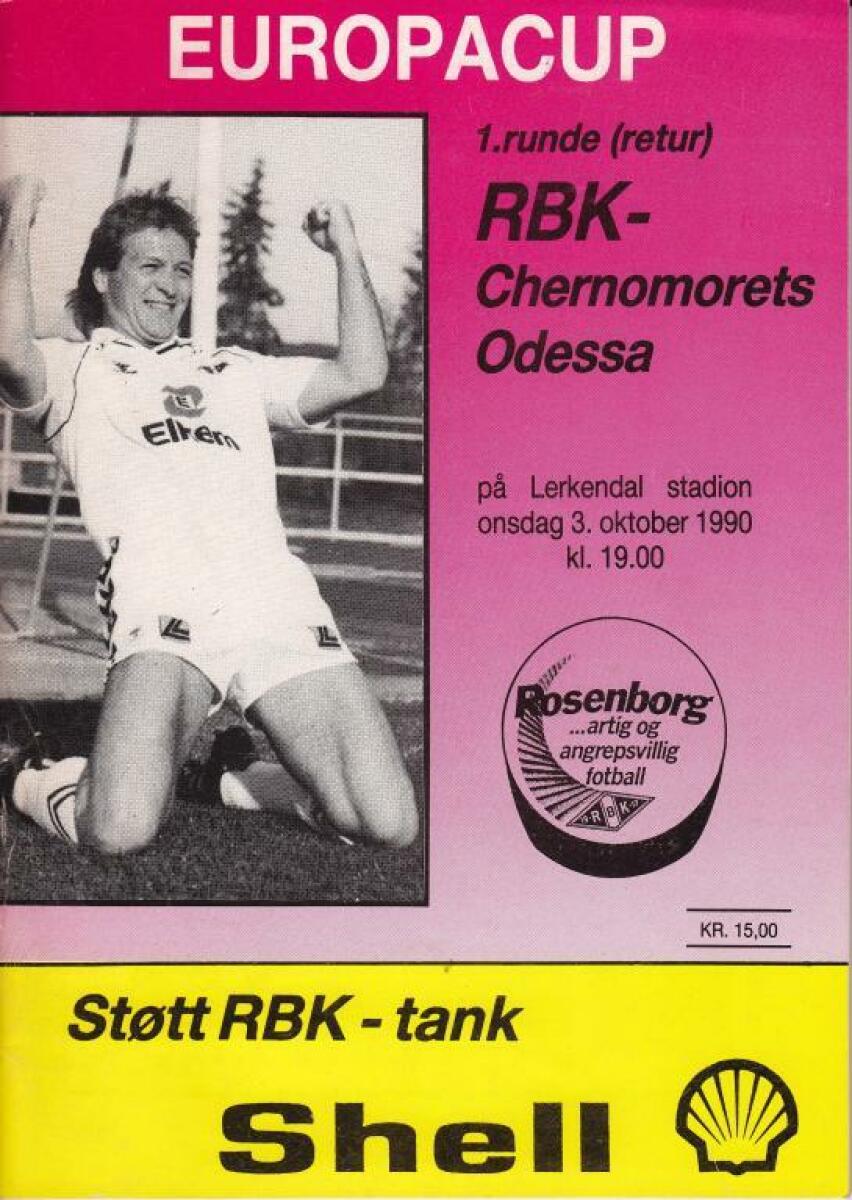 EUROPACUP
1.runde (retur)
RBK-
Chernomorets
Odessa
Elkem
på Lerkendal stadion
onsdag 3. oktober 1990
kl. 19.00
Rosenborg
...artig og
angrepsvillig
fotball
RBK
KR. 15,00
Støtt RBK - tank
Shell